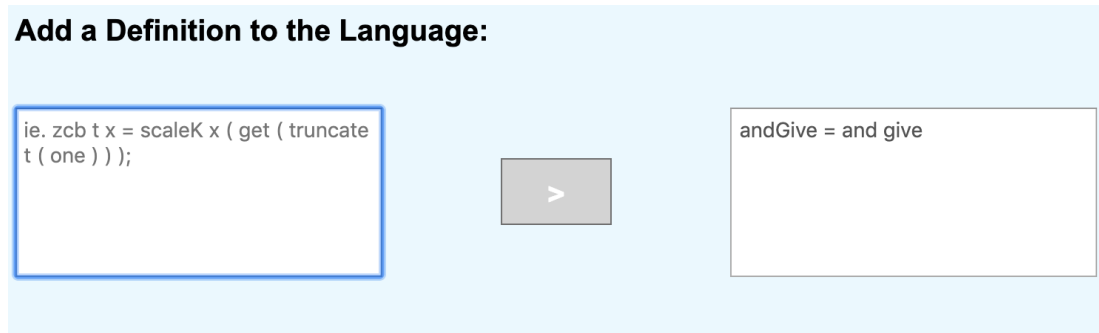 Add a Definition to the Language:
ie. zcb t x = scaleK x ( get ( truncate
t ( one ) ) );
>
andGive = and give